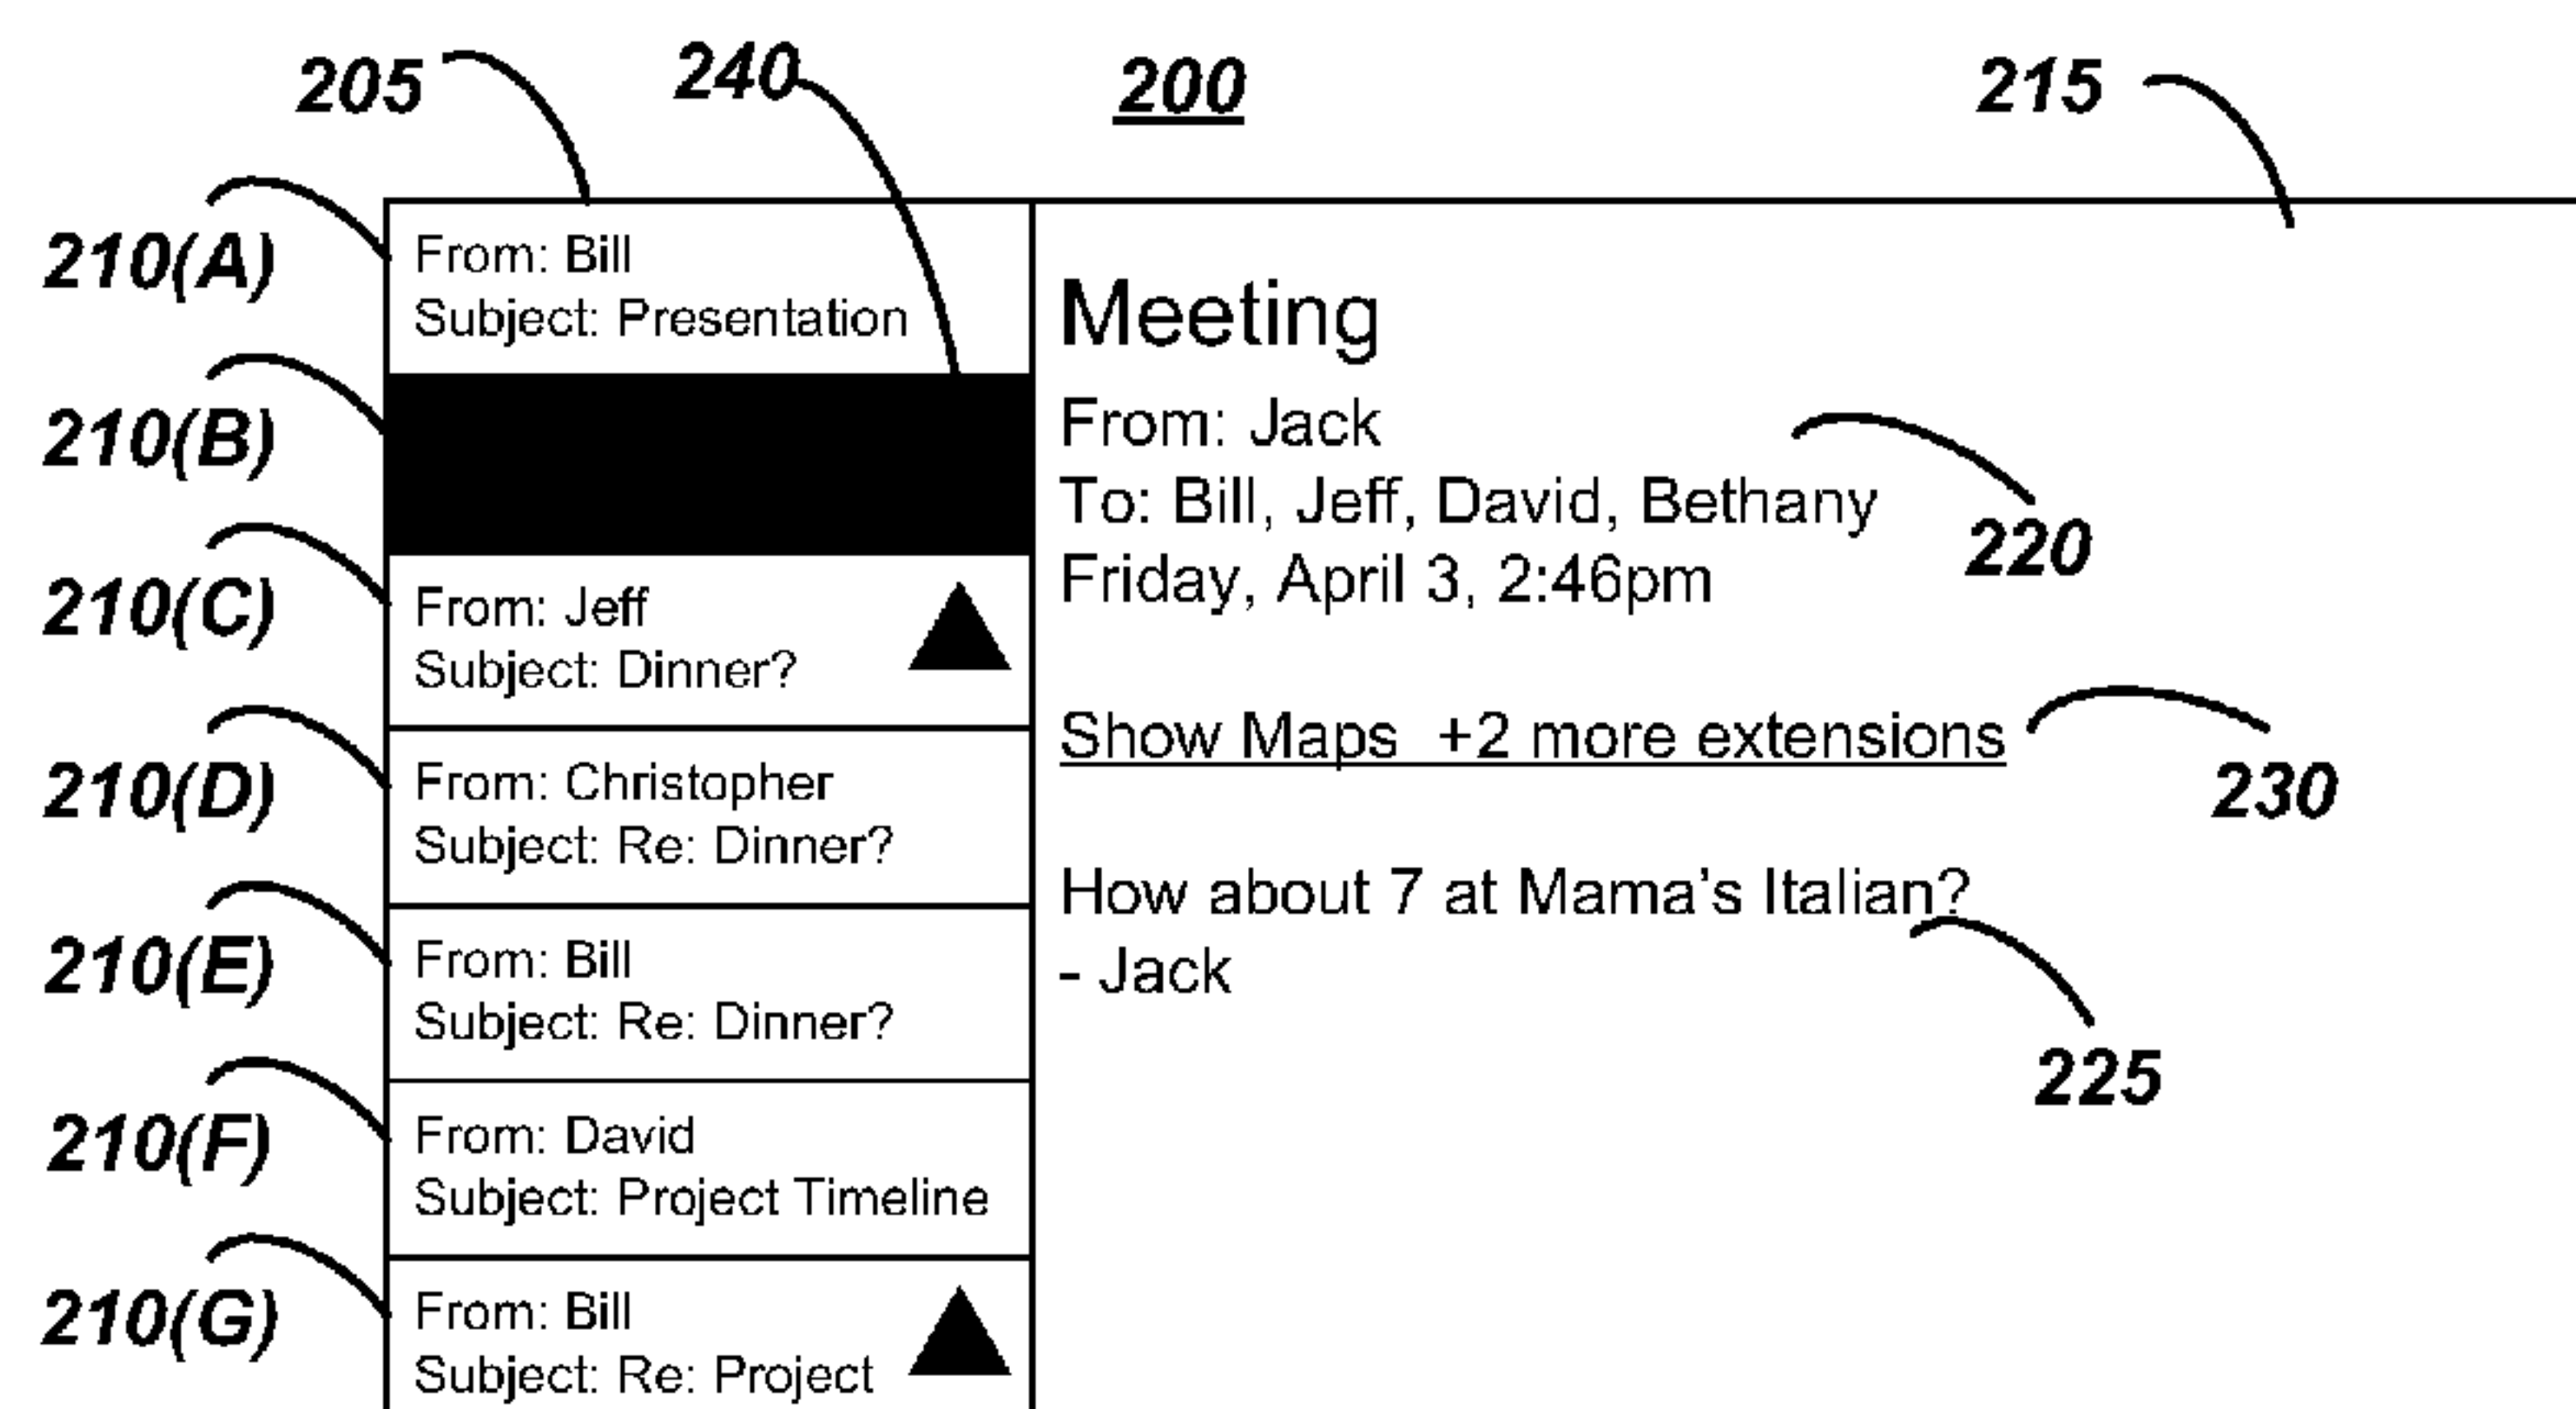 205
240
200
215
210(A)
From: Bill
Subject: Presentation
210(B)
210(C)
From: Jeff
Subject: Dinner?
210(D)
From: Christopher
Subject: Re: Dinner?
210(E)
From: Bill
Subject: Re: Dinner?
210(F)
From: David
Subject: Project Timeline
210(G)
From: Bill
Subject: Re: Project
Meeting
From: Jack
To: Bill, Jeff, David, Bethany
Friday, April 3, 2:46pm
220
Show Maps +2 more extensions
230
How about 7 at Mama's Italian?
- Jack
225